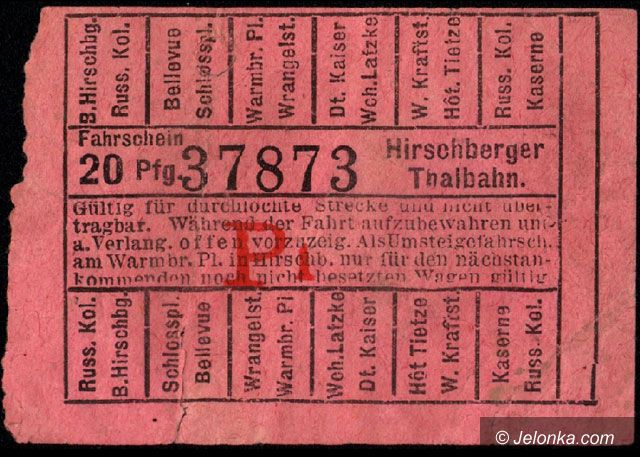 B. Hirschbg.
Russ. Kol.
Bellevue
Schlosspl.
Warmbr. Pl.
Wrangelst.
Dt. Kaiser
Wch. Latzke
W. Kraftst.
Hôt. Tietze
Russ. Kol.
Kaserne
Fahrschein
20 Pfg.
37873
Hirschberger
Thalbahn.
Gültig für durchlochte Strecke und nicht über-
tragbar. Während der Fahrt aufzubewahren und
a. Verlang. offen vorzuzeig. Als Umsteigefahrsch.
am Warmbr. Pl. in Hirschb. nur für den nächstan-
kommenden noch nicht besetzten Wagen gültig
R.
Russ. Kol.
B. Hirschbg.
Schlosspl.
Bellevue
Wrangelst.
Warmbr. Pl
Wch. Latzke
Dt. Kaiser
Hôt Tietze
W. Kraftst.
Kaserne
Russ. Kol.
© Jelonka.com